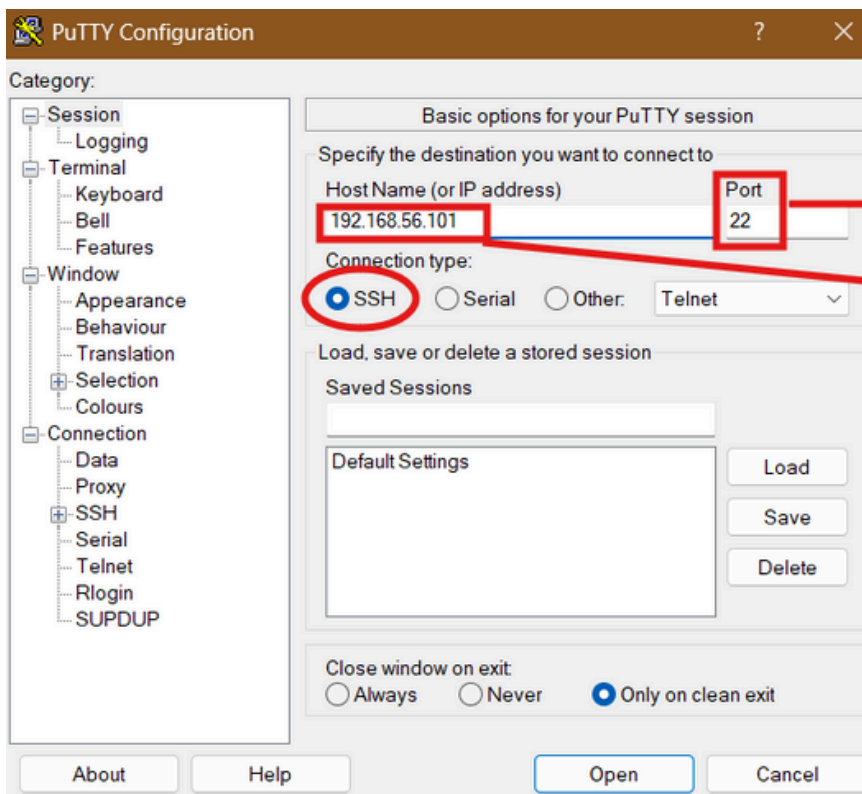 PuTTY Configuration ? ×
Category:
Session
Logging
Terminal
Keyboard
Bell
Features
Window
Appearance
Behaviour
Translation
Selection
Colours
Connection
Data
Proxy
SSH
Serial
Telnet
Rlogin
SUPDUP
Basic options for your PuTTY session
Specify the destination you want to connect to
Host Name (or IP address) Port
192.168.56.101 22
Connection type:
SSH Serial Other: Telnet
Load, save or delete a stored session
Saved Sessions
Default Settings
Load
Save
Delete
Close window on exit:
Always Never Only on clean exit
About Help Open Cancel